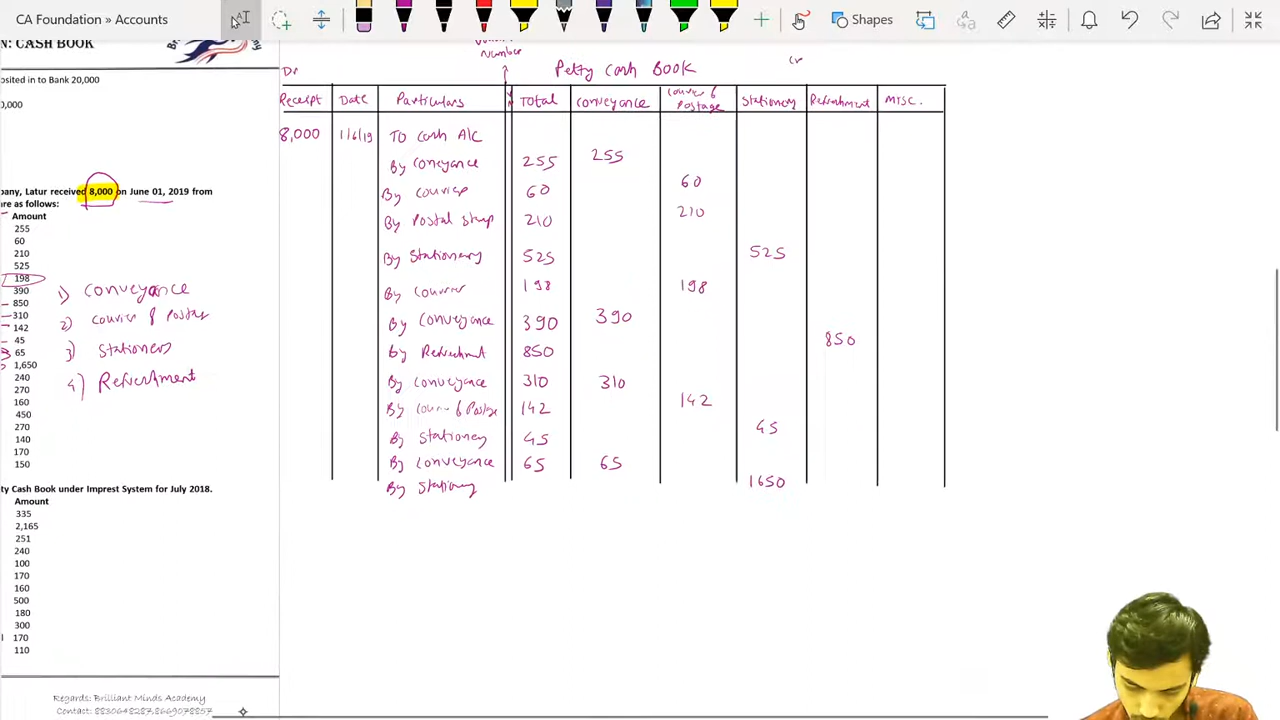 CA Foundation » Accounts
Shapes
N: CASH BOOK
osited in to Bank 20,000
0,000
pany, Latur received 8,000 on June 01, 2019 from
re as follows:
Amount
255
60
210
525
198
390
850
310
142
45
65
1,650
240
270
160
450
270
140
170
150
1) Conveyance
2) Courier & Postag
3) Stationers
4) Refreshment
ty Cash Book under Imprest System for July 2018.
Amount
335
2,165
251
240
100
170
160
500
180
300
170
110
Regards: Brilliant Minds Academy
Contact: 8830648287,8669078857
Number
Dr Petty Cash Book Cr
Receipt Date Particulars VN Total Conveyance Courier & Postage Stationery Refreshment Misc.
8,000 1/6/19 To Cash A/C
By Conveyance 255 255
By Courier 60 60
By Postal Stamp 210 210
By Stationery 525 525
By Courier 198 198
By Conveyance 390 390
By Refreshment 850 850
By Conveyance 310 310
By Courier & Postage 142 142
By Stationery 45 45
By Conveyance 65 65
By Stationery 1650